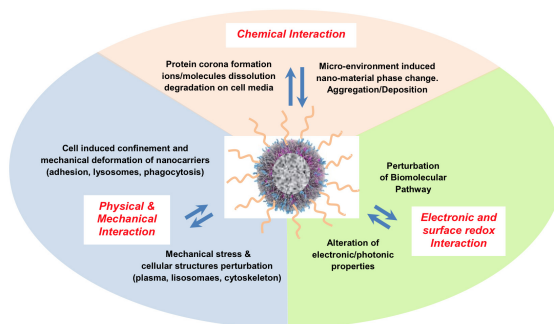 Chemical Interaction
Protein corona formation
ions/molecules dissolution
degradation on cell media
Micro-environment induced
nano-material phase change.
Aggregation/Deposition
Cell induced confinement and
mechanical deformation of nanocarriers
(adhesion, lysosomes, phagocytosis)
Physical &
Mechanical
Interaction
Mechanical stress &
cellular structures perturbation
(plasma, lisosomaes, cytoskeleton)
Perturbation
of Biomolecular
Pathway
Electronic and
surface redox
Interaction
Alteration of
electronic/photonic
properties